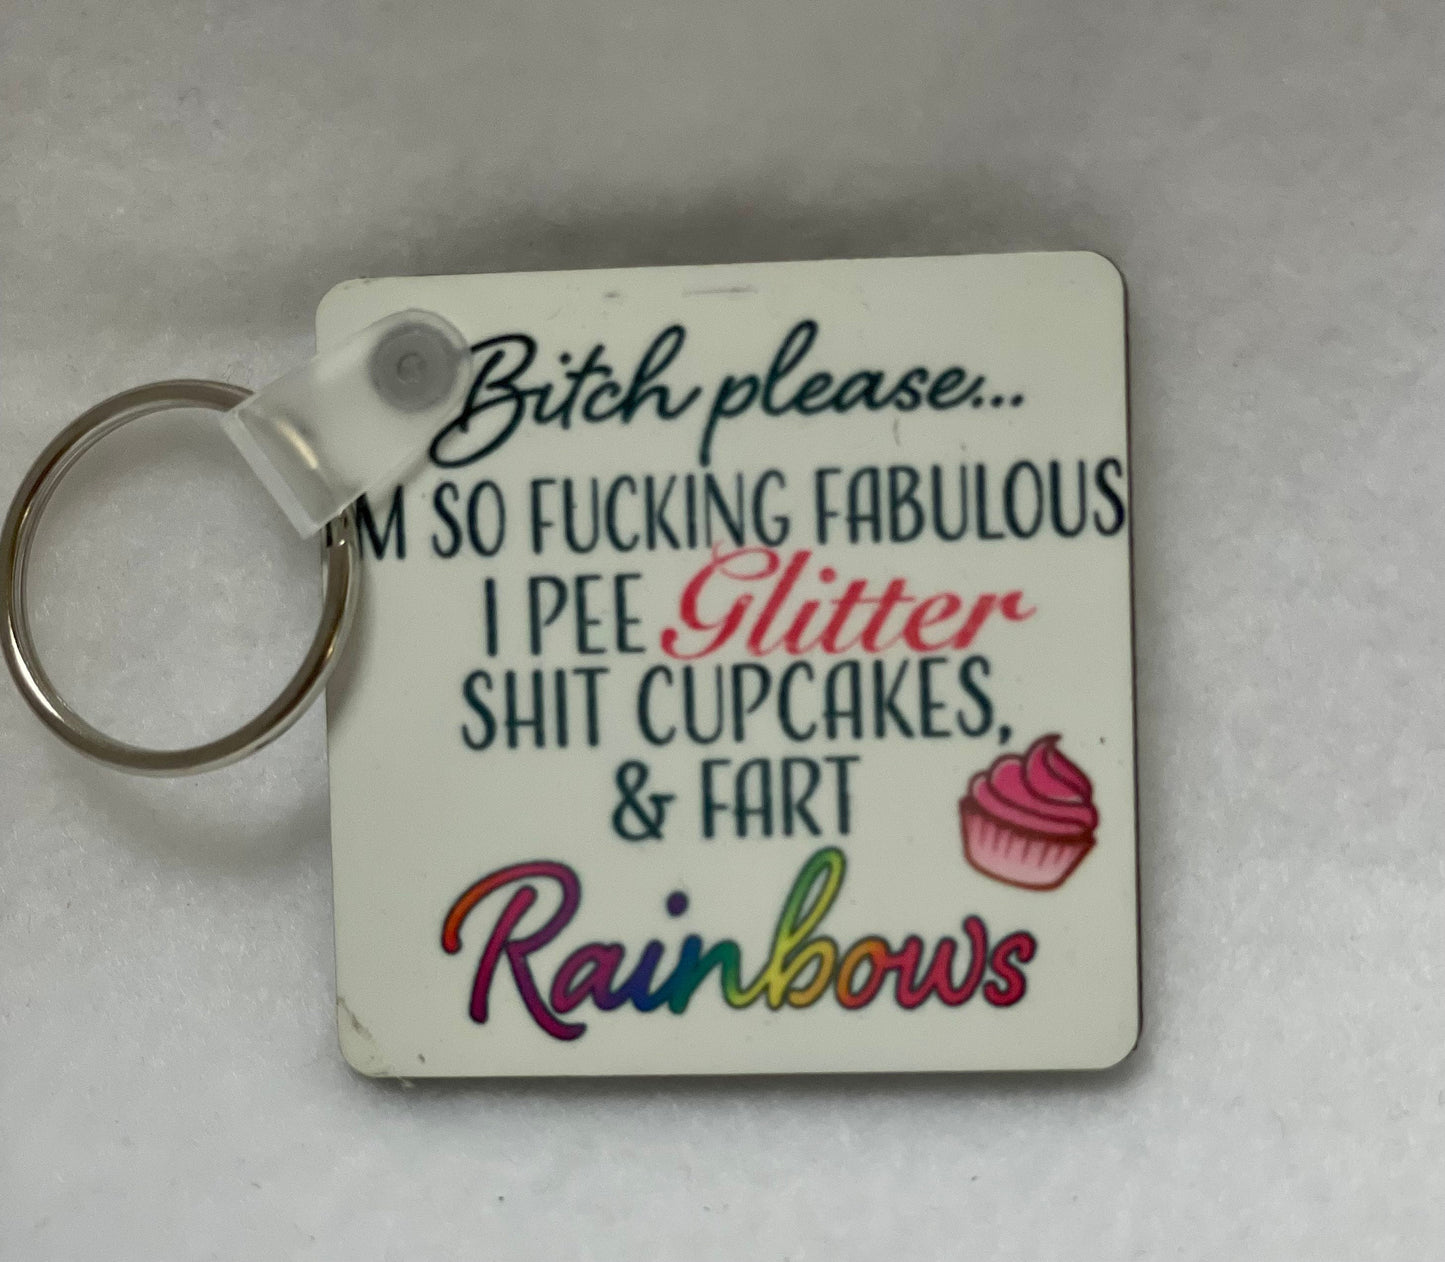 Bitch please...
I'M SO FUCKING FABULOUS
I PEE Glitter
SHIT CUPCAKES,
& FART
Rainbows